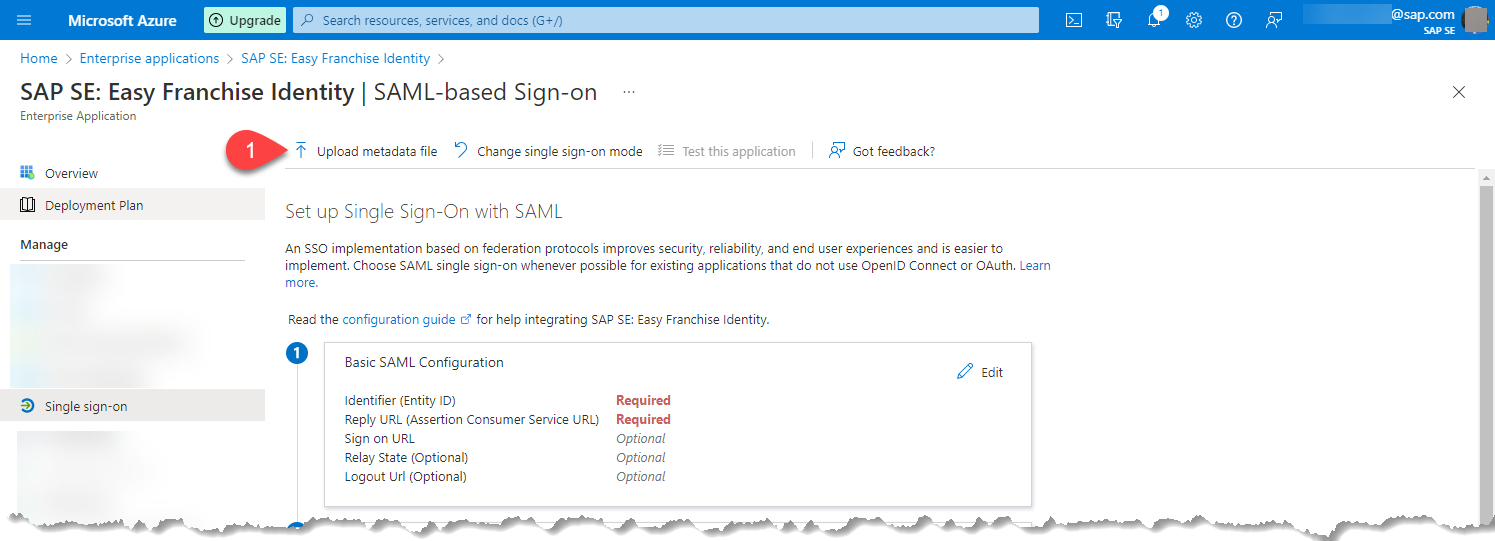 Microsoft Azure
Upgrade
Search resources, services, and docs (G+/)
1
@sap.com
SAP SE
Home > Enterprise applications > SAP SE: Easy Franchise Identity >
SAP SE: Easy Franchise Identity | SAML-based Sign-on ...
Enterprise Application
1
Upload metadata file
Change single sign-on mode
Test this application
Got feedback?
Overview
Deployment Plan
Manage
Single sign-on
Set up Single Sign-On with SAML
An SSO implementation based on federation protocols improves security, reliability, and end user experiences and is easier to
implement. Choose SAML single sign-on whenever possible for existing applications that do not use OpenID Connect or OAuth. Learn
more.
Read the configuration guide for help integrating SAP SE: Easy Franchise Identity.
1
Basic SAML Configuration
Edit
Identifier (Entity ID) Required
Reply URL (Assertion Consumer Service URL) Required
Sign on URL Optional
Relay State (Optional) Optional
Logout Url (Optional) Optional